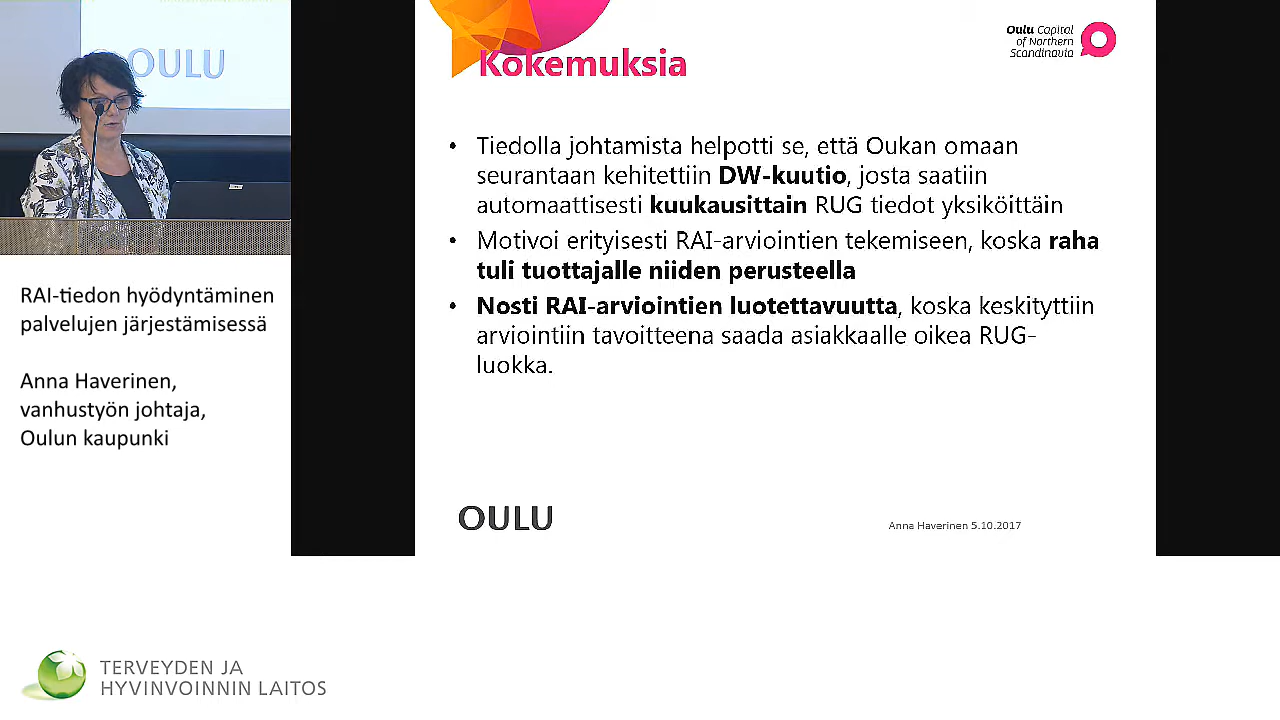 OULU
RAI-tiedon hyödyntäminen
palvelujen järjestämisessä
Anna Haverinen,
vanhustyön johtaja,
Oulun kaupunki
Kokemuksia
Oulu Capital
of Northern
Scandinavia
• Tiedolla johtamista helpotti se, että Oukan omaan
seurantaan kehitettiin DW-kuutio, josta saatiin
automaattisesti kuukausittain RUG tiedot yksiköittäin
• Motivoi erityisesti RAI-arviointien tekemiseen, koska raha
tuli tuottajalle niiden perusteella
• Nosti RAI-arviointien luotettavuutta, koska keskityttiin
arviointiin tavoitteena saada asiakkaalle oikea RUG-
luokka.
OULU
Anna Haverinen 5.10.2017
TERVEYDEN JA
HYVINVOINNIN LAITOS